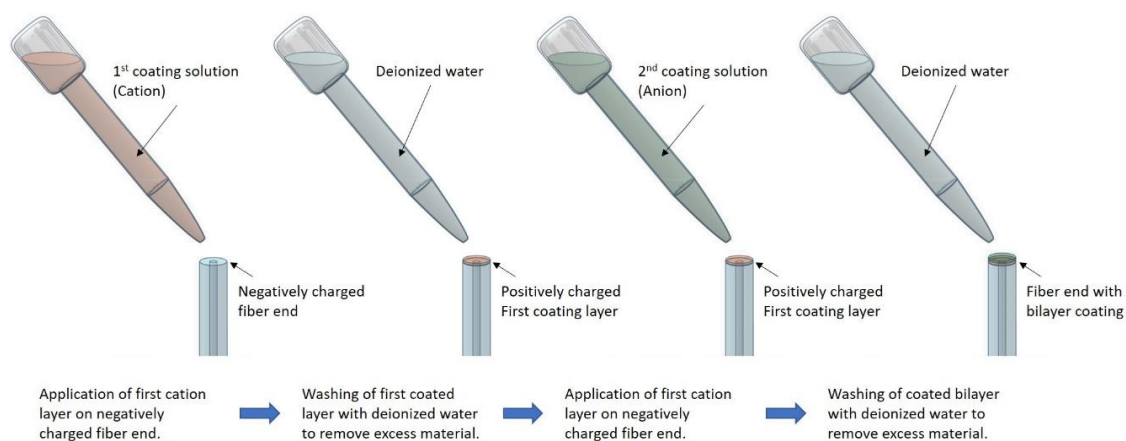 1st coating solution
(Cation)
Deionized water
2nd coating solution
(Anion)
Deionized water
Negatively charged
fiber end
Positively charged
First coating layer
Positively charged
First coating layer
Fiber end with
bilayer coating
Application of first cation
layer on negatively
charged fiber end.
Washing of first coated
layer with deionized water
to remove excess material.
Application of first cation
layer on negatively
charged fiber end.
Washing of coated bilayer
with deionized water to
remove excess material.